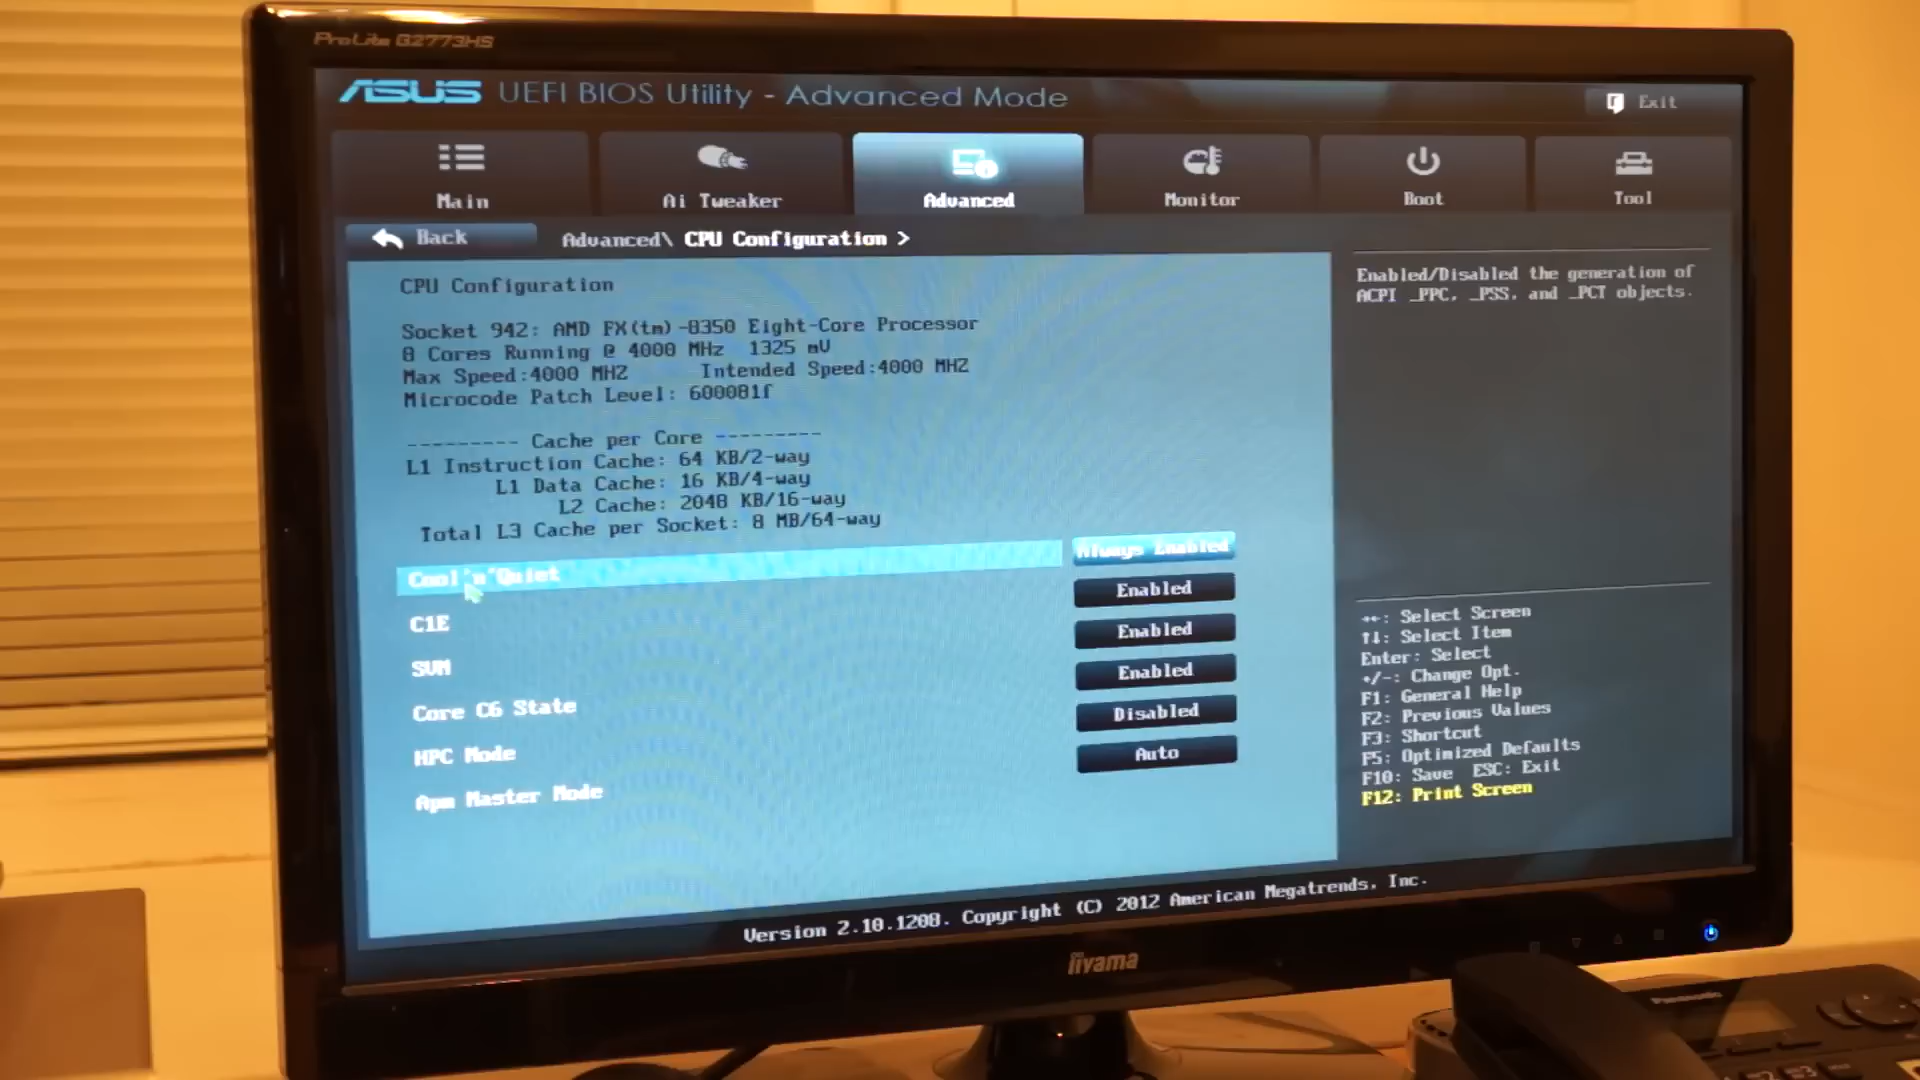 ProLite G2773HS
ASUS UEFI BIOS Utility - Advanced Mode
Exit
Main
Ai Tweaker
Advanced
Monitor
Boot
Tool
Back
Advanced\ CPU Configuration >
CPU Configuration
Socket 942: AMD FX(tm)-8350 Eight-Core Processor
8 Cores Running @ 4000 MHz 1325 mV
Max Speed:4000 MHZ Intended Speed:4000 MHZ
Microcode Patch Level: 600081f
--------- Cache per Core ---------
L1 Instruction Cache: 64 KB/2-way
L1 Data Cache: 16 KB/4-way
L2 Cache: 2048 KB/16-way
Total L3 Cache per Socket: 8 MB/64-way
Cool'n'Quiet Always Enabled
C1E Enabled
SVM Enabled
Core C6 State Enabled
HPC Mode Disabled
Apm Master Mode Auto
Enabled/Disabled the generation of
ACPI _PPC, _PSS, and _PCT objects.
→←: Select Screen
↑↓: Select Item
Enter: Select
+/-: Change Opt.
F1: General Help
F2: Previous Values
F3: Shortcut
F5: Optimized Defaults
F10: Save ESC: Exit
F12: Print Screen
Version 2.10.1208. Copyright (C) 2012 American Megatrends, Inc.
iiyama
Panasonic